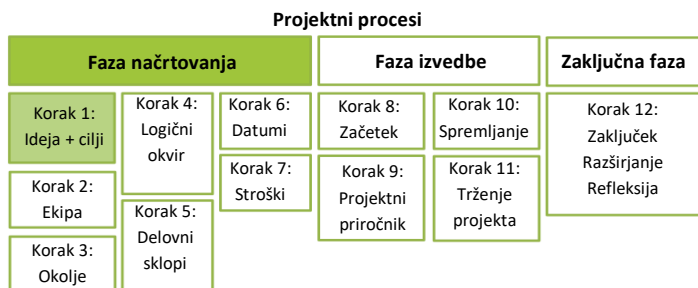 Projektni procesi
Faza načrtovanja
Faza izvedbe
Zaključna faza
Korak 1:
Ideja + cilji
Korak 2:
Ekipa
Korak 3:
Okolje
Korak 4:
Logični
okvir
Korak 5:
Delovni
sklopi
Korak 6:
Datumi
Korak 7:
Stroški
Korak 8:
Začetek
Korak 9:
Projektni
priročnik
Korak 10:
Spremljanje
Korak 11:
Trženje
projekta
Korak 12:
Zaključek
Razširjanje
Refleksija